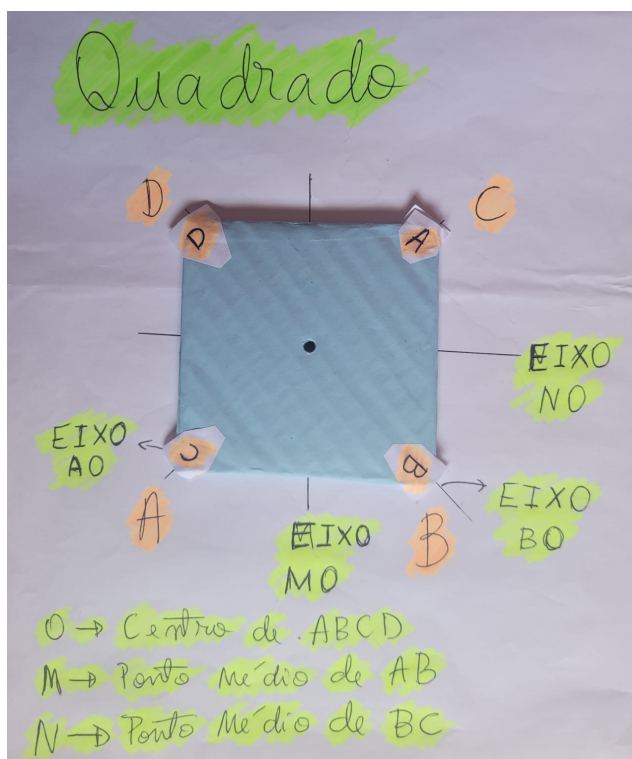 Quadrado
D
C
D
A
EIXO
NO
EIXO
AO
C
B
A
EIXO
MO
B
EIXO
BO
O → Centro de ABCD
M → Ponto Médio de AB
N → Ponto Médio de BC